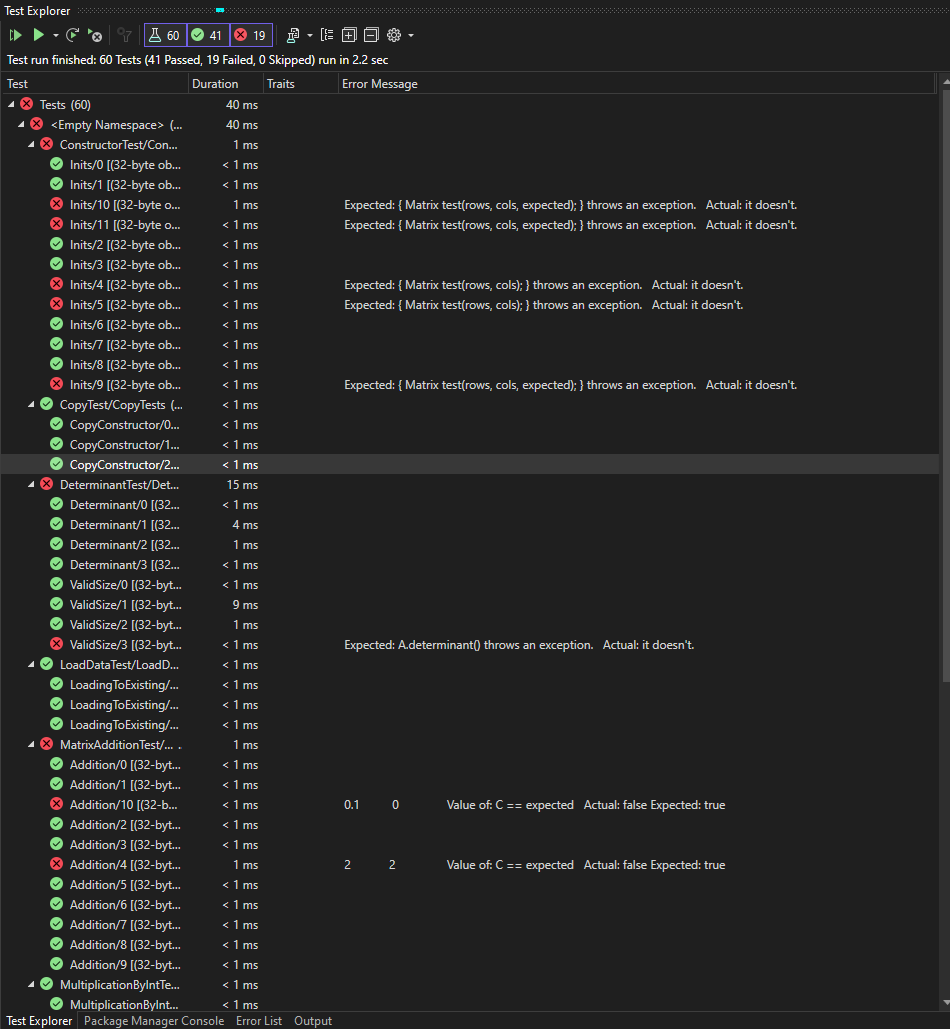 Test Explorer
60 41 19
Test run finished: 60 Tests (41 Passed, 19 Failed, 0 Skipped) run in 2.2 sec
Test Duration Traits Error Message
Tests (60) 40 ms
<Empty Namespace> (... 40 ms
ConstructorTest/Con... 1 ms
Inits/0 [(32-byte ob... < 1 ms
Inits/1 [(32-byte ob... < 1 ms
Inits/10 [(32-byte o... 1 ms Expected: { Matrix test(rows, cols, expected); } throws an exception. Actual: it doesn't.
Inits/11 [(32-byte o... < 1 ms Expected: { Matrix test(rows, cols, expected); } throws an exception. Actual: it doesn't.
Inits/2 [(32-byte ob... < 1 ms
Inits/3 [(32-byte ob... < 1 ms
Inits/4 [(32-byte ob... < 1 ms Expected: { Matrix test(rows, cols); } throws an exception. Actual: it doesn't.
Inits/5 [(32-byte ob... < 1 ms Expected: { Matrix test(rows, cols); } throws an exception. Actual: it doesn't.
Inits/6 [(32-byte ob... < 1 ms
Inits/7 [(32-byte ob... < 1 ms
Inits/8 [(32-byte ob... < 1 ms
Inits/9 [(32-byte ob... < 1 ms Expected: { Matrix test(rows, cols, expected); } throws an exception. Actual: it doesn't.
CopyTest/CopyTests (... < 1 ms
CopyConstructor/0... < 1 ms
CopyConstructor/1... < 1 ms
CopyConstructor/2... < 1 ms
DeterminantTest/Det... 15 ms
Determinant/0 [(32... < 1 ms
Determinant/1 [(32... 4 ms
Determinant/2 [(32... 1 ms
Determinant/3 [(32... < 1 ms
ValidSize/0 [(32-byt... < 1 ms
ValidSize/1 [(32-byt... 9 ms
ValidSize/2 [(32-byt... 1 ms
ValidSize/3 [(32-byt... < 1 ms Expected: A.determinant() throws an exception. Actual: it doesn't.
LoadDataTest/LoadD... < 1 ms
LoadingToExisting/... < 1 ms
LoadingToExisting/... < 1 ms
LoadingToExisting/... < 1 ms
MatrixAdditionTest/... .. 1 ms
Addition/0 [(32-byt... < 1 ms
Addition/1 [(32-byt... < 1 ms
Addition/10 [(32-b... < 1 ms 0.1 0 Value of: C == expected Actual: false Expected: true
Addition/2 [(32-byt... < 1 ms
Addition/3 [(32-byt... < 1 ms
Addition/4 [(32-byt... 1 ms 2 2 Value of: C == expected Actual: false Expected: true
Addition/5 [(32-byt... < 1 ms
Addition/6 [(32-byt... < 1 ms
Addition/7 [(32-byt... < 1 ms
Addition/8 [(32-byt... < 1 ms
Addition/9 [(32-byt... < 1 ms
MultiplicationByIntTe... < 1 ms
MultiplicationByInt... < 1 ms
Test Explorer Package Manager Console Error List Output